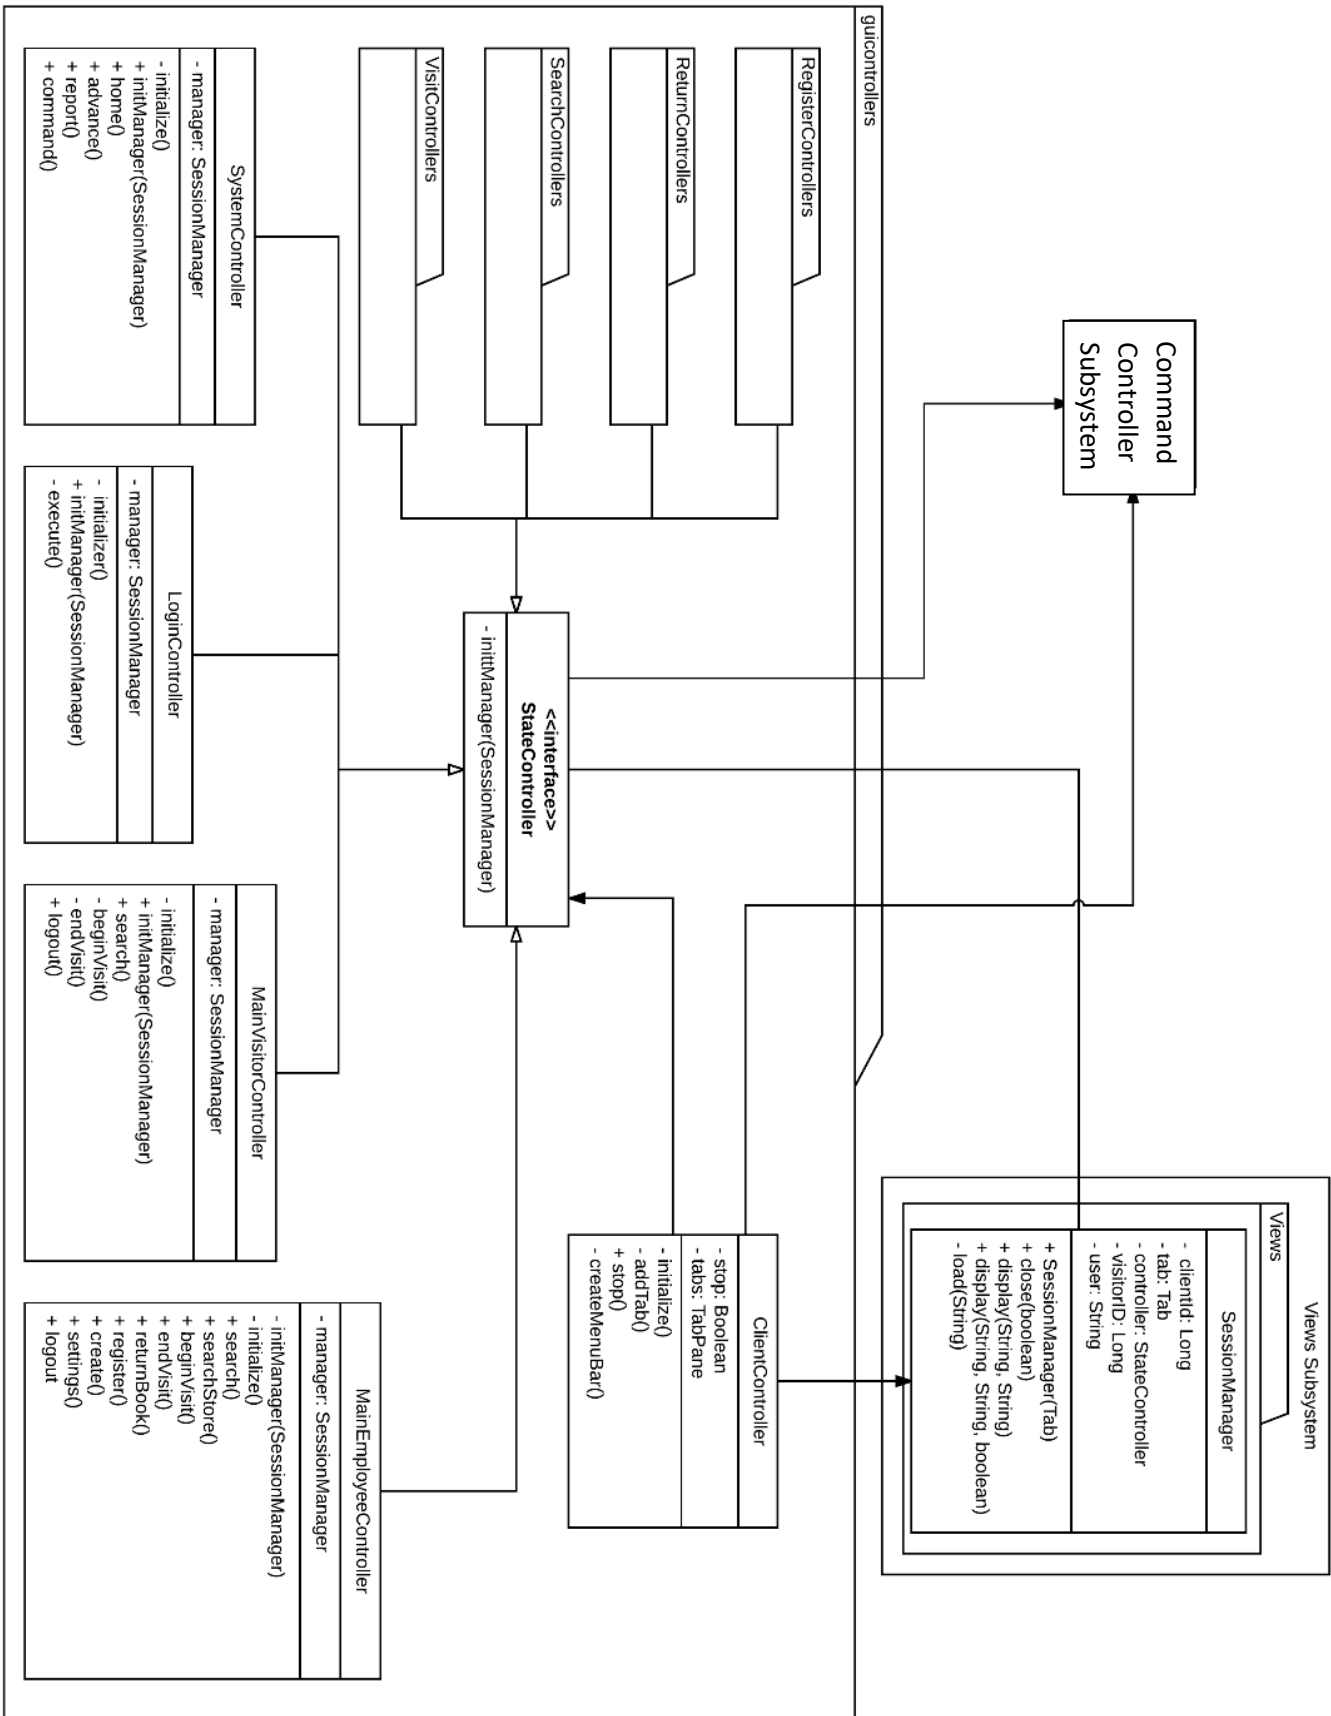 Command
Controller
Subsystem
Views Subsystem
Views
SessionManager
- clientId: Long
- tab: Tab
- controller: StateController
- visitorID: Long
- user: String
+ SessionManager(Tab)
+ close(boolean)
+ display(String, String)
+ display(String, String, boolean)
- load(String)
guicontrollers
RegisterControllers
ReturnControllers
SearchControllers
VisitControllers
<<interface>>
StateController
- inittManager(SessionManager)
ClientController
- stop: Boolean
- tabs: TabPane
- initialize()
- addTab()
+ stop()
- createMenuBar()
SystemController
- manager: SessionManager
- initialize()
+ initManager(SessionManager)
+ home()
+ advance()
+ report()
+ command()
LoginController
- manager: SessionManager
- initializer()
+ initManager(SessionManager)
- execute()
MainVisitorController
- manager: SessionManager
- initialize()
+ initManager(SessionManager)
+ search()
- beginVisit()
- endVisit()
+ logout()
MainEmployeeController
- manager: SessionManager
- initManager(SessionManager)
- initialize()
+ search()
+ searchStore()
+ beginVisit()
+ endVisit()
+ returnBook()
+ register()
+ create()
+ settings()
+ logout